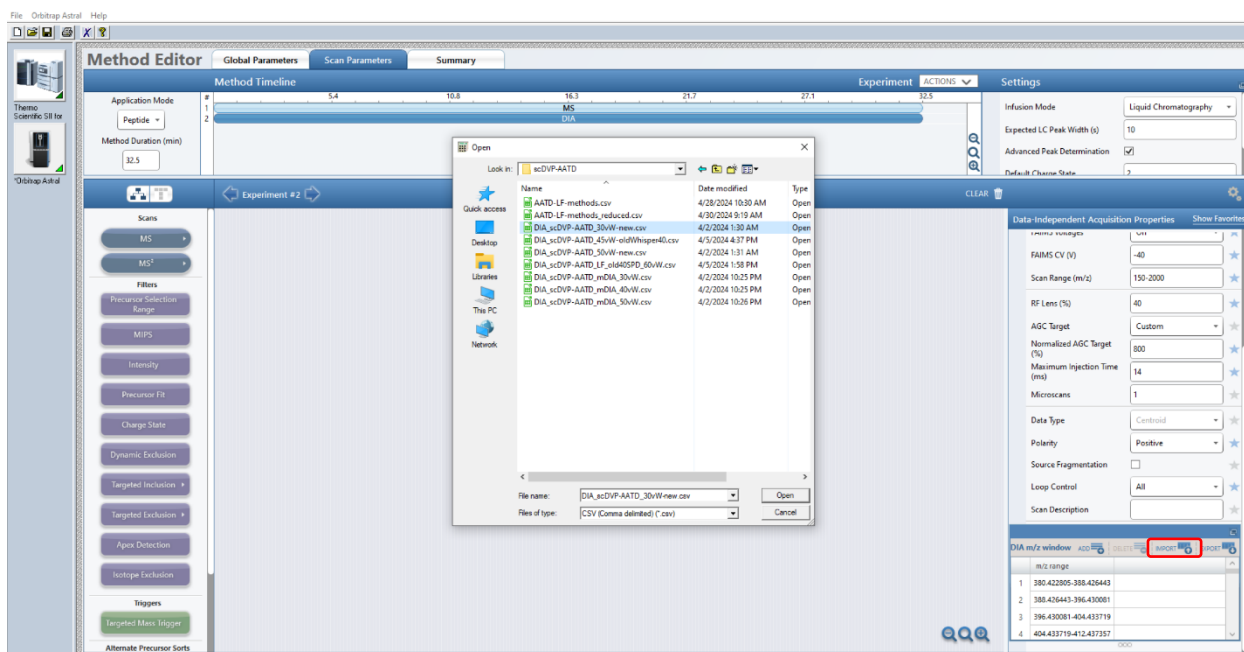 File Orbitrap Astral Help
Thermo
Scientific SII for
*Orbitrap Astral
Method Editor
Global Parameters
Scan Parameters
Summary
Method Timeline
Experiment ACTIONS
Application Mode
Peptide
Method Duration (min)
32.5
#
5.4 10.8 16.3 21.7 27.1 32.5
1 MS
2 DIA
Settings
Infusion Mode Liquid Chromatography
Expected LC Peak Width (s) 10
Advanced Peak Determination
Default Charge State 2
Experiment #2
CLEAR
Scans
MS
MS²
Filters
Precursor Selection
Range
MIPS
Intensity
Precursor Fit
Charge State
Dynamic Exclusion
Targeted Inclusion
Targeted Exclusion
Apex Detection
Isotope Exclusion
Triggers
Targeted Mass Trigger
Alternate Precursor Sorts
Open
Look in: scDVP-AATD
Quick access
Desktop
Libraries
This PC
Network
Name Date modified Type
AATD-LF-methods.csv 4/28/2024 10:30 AM Open
AATD-LF-methods_reduced.csv 4/30/2024 9:19 AM Open
DIA_scDVP-AATD_30vW-new.csv 4/2/2024 1:30 AM Open
DIA_scDVP-AATD_45vW-oldWhisper40.csv 4/5/2024 4:37 PM Open
DIA_scDVP-AATD_50vW-new.csv 4/2/2024 1:31 AM Open
DIA_scDVP-AATD_LF_old40SPD_60vW.csv 4/5/2024 1:58 PM Open
DIA_scDVP-AATD_mDIA_30vW.csv 4/2/2024 10:25 PM Open
DIA_scDVP-AATD_mDIA_40vW.csv 4/2/2024 10:25 PM Open
DIA_scDVP-AATD_mDIA_50vW.csv 4/2/2024 10:26 PM Open
File name: DIA_scDVP-AATD_30vW-new.csv Open
Files of type: CSV (Comma delimited) (*.csv) Cancel
Data-Independent Acquisition Properties Show Favorites
FAIMS Voltages On
FAIMS CV (V) -40
Scan Range (m/z) 150-2000
RF Lens (%) 40
AGC Target Custom
Normalized AGC Target
(%) 800
Maximum Injection Time
(ms) 14
Microscans 1
Data Type Centroid
Polarity Positive
Source Fragmentation
Loop Control All
Scan Description
DIA m/z window ADD DELETE IMPORT EXPORT
m/z range
1 380.422805-388.426443
2 388.426443-396.430081
3 396.430081-404.433719
4 404.433719-412.437357